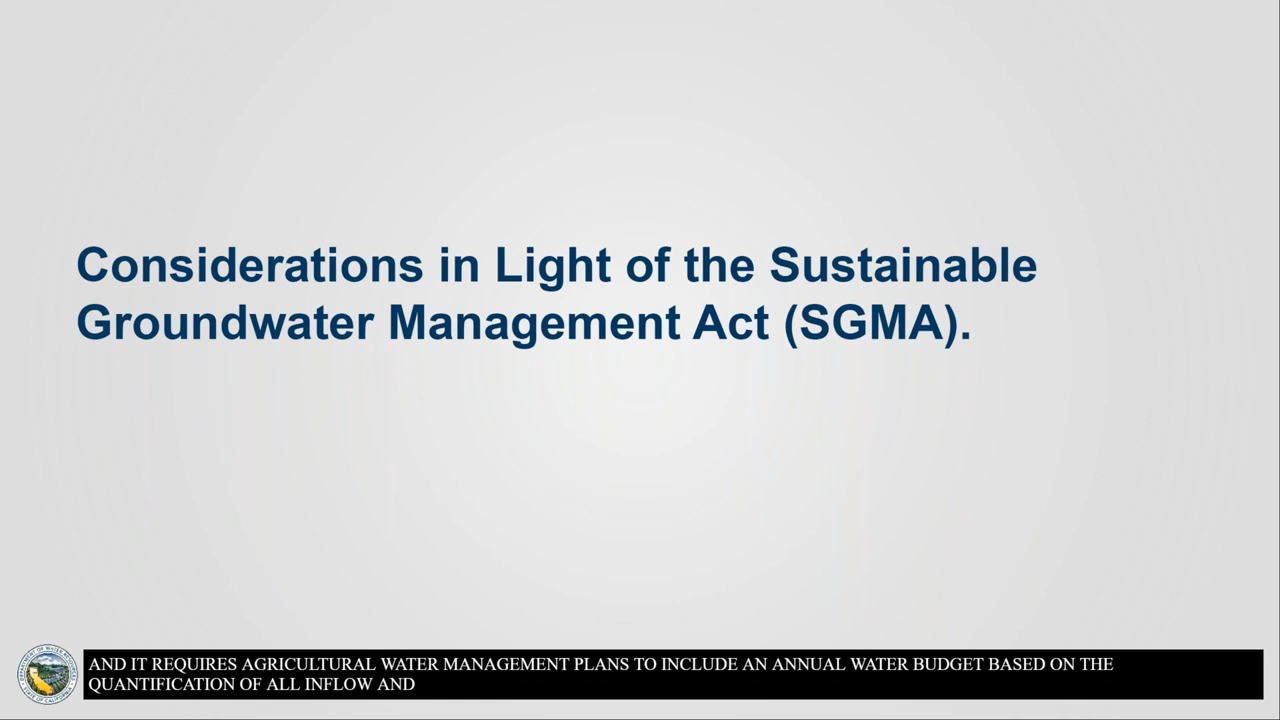 Considerations in Light of the Sustainable
Groundwater Management Act (SGMA).
AND IT REQUIRES AGRICULTURAL WATER MANAGEMENT PLANS TO INCLUDE AN ANNUAL WATER BUDGET BASED ON THE
QUANTIFICATION OF ALL INFLOW AND